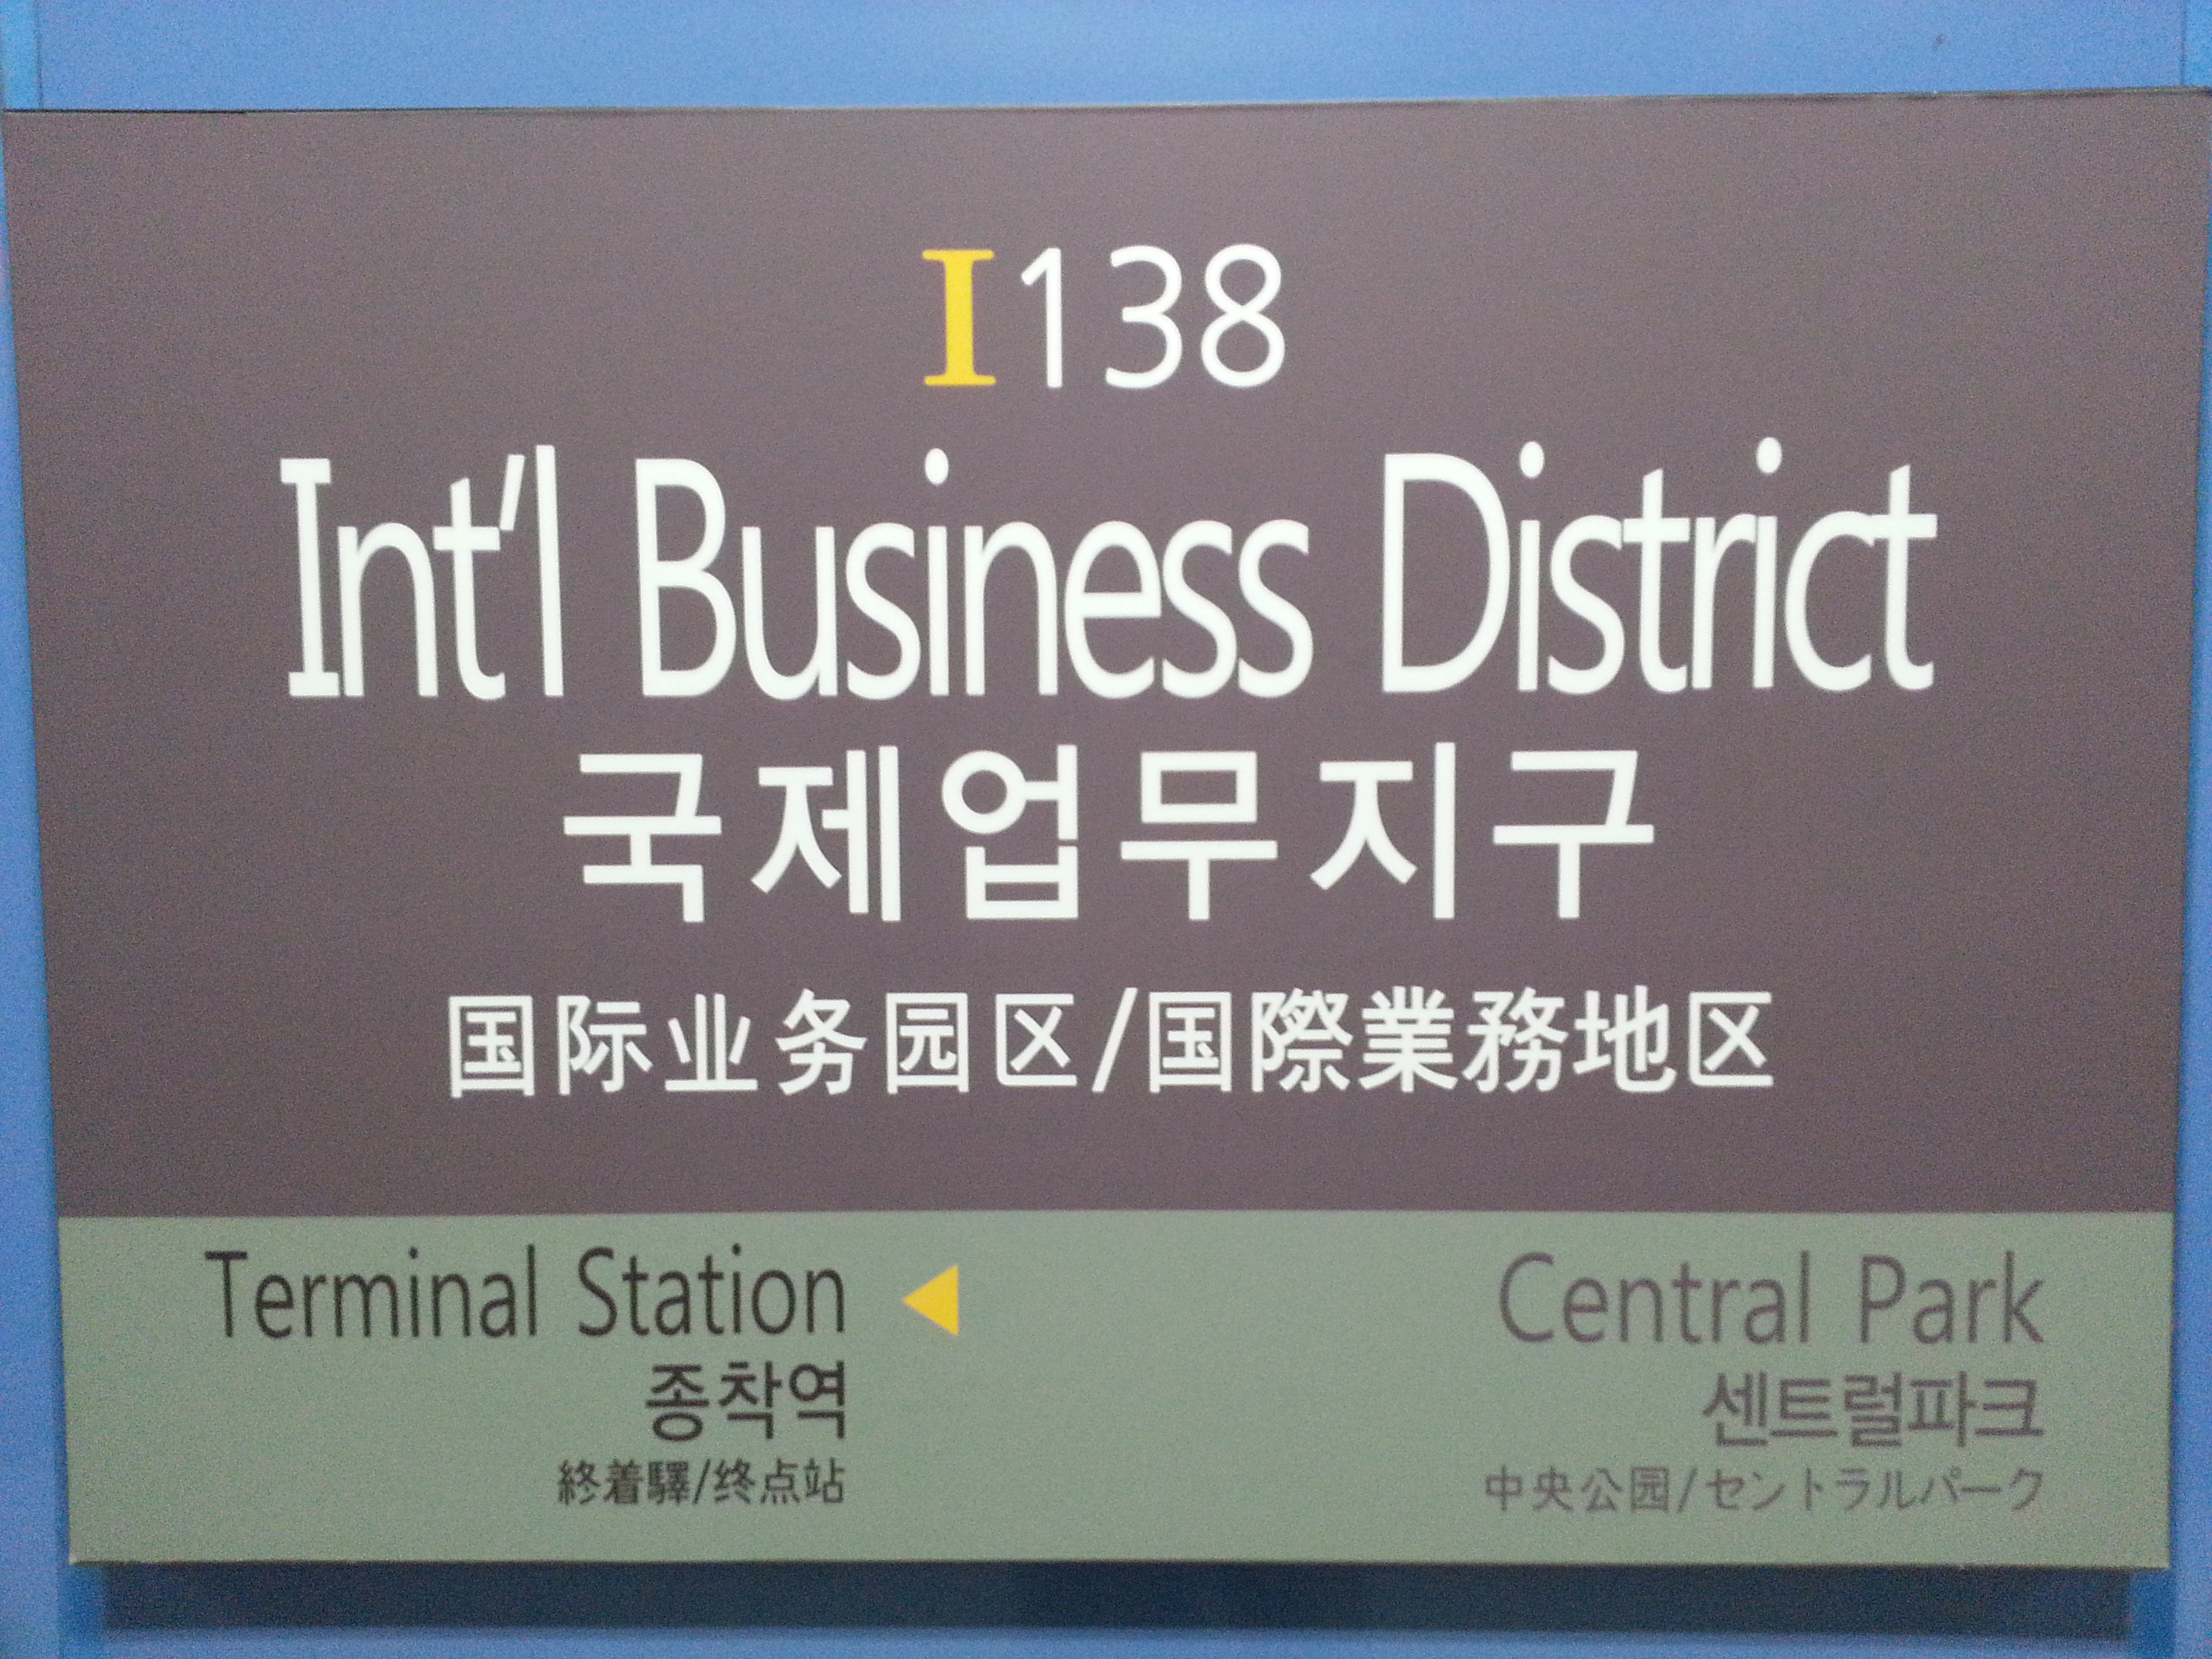 I138
Int'l Business District
국제업무지구
国际业务园区/国際業務地区
Terminal Station
종착역
終着驛/终点站
Central Park
센트럴파크
中央公园/セントラルパーク